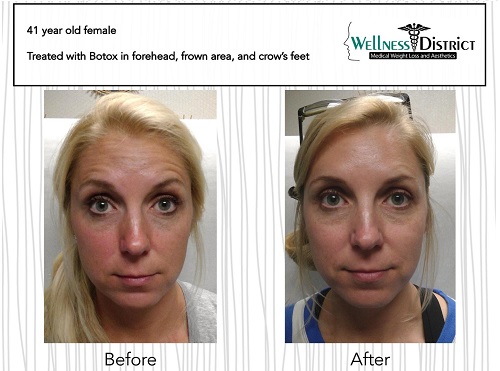 41 year old female
Treated with Botox in forehead, frown area, and crow's feet
WELLNESS DISTRICT
Medical Weight Loss and Aesthetics
Before
After